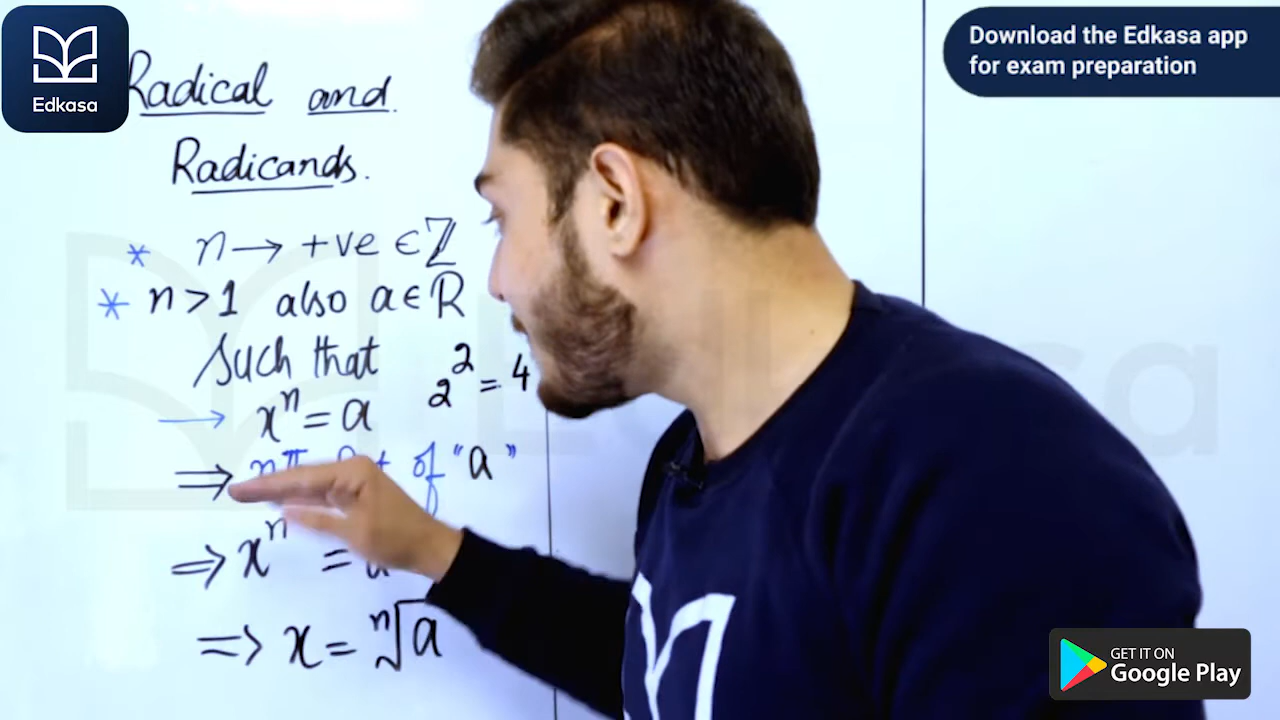 Edkasa
Download the Edkasa app
for exam preparation
Radical and
Radicands.
* n → +ve ∈ ℤ
* n > 1 also a ∈ R
Such that
2² = 4
→ xⁿ = a
⇒ of "a"
⇒ xⁿ = a
⇒ x = ⁿ√a
GET IT ON
Google Play